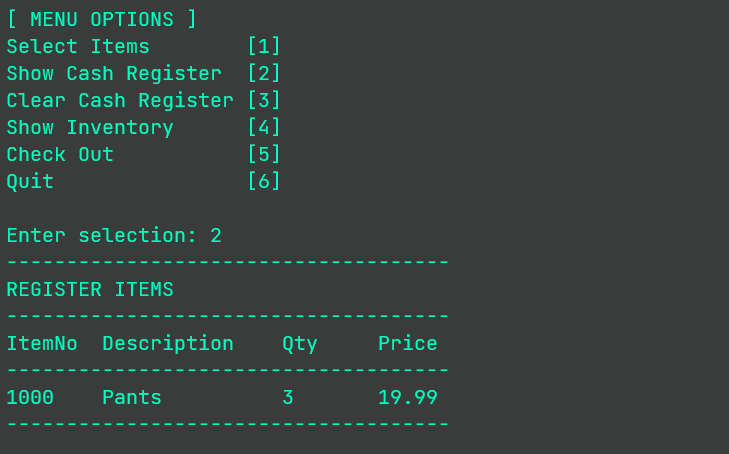 [ MENU OPTIONS ]
Select Items        [1]
Show Cash Register  [2]
Clear Cash Register [3]
Show Inventory      [4]
Check Out           [5]
Quit                [6]

Enter selection: 2
-------------------------------------
REGISTER ITEMS
-------------------------------------
ItemNo  Description    Qty     Price
-------------------------------------
1000    Pants          3       19.99
-------------------------------------